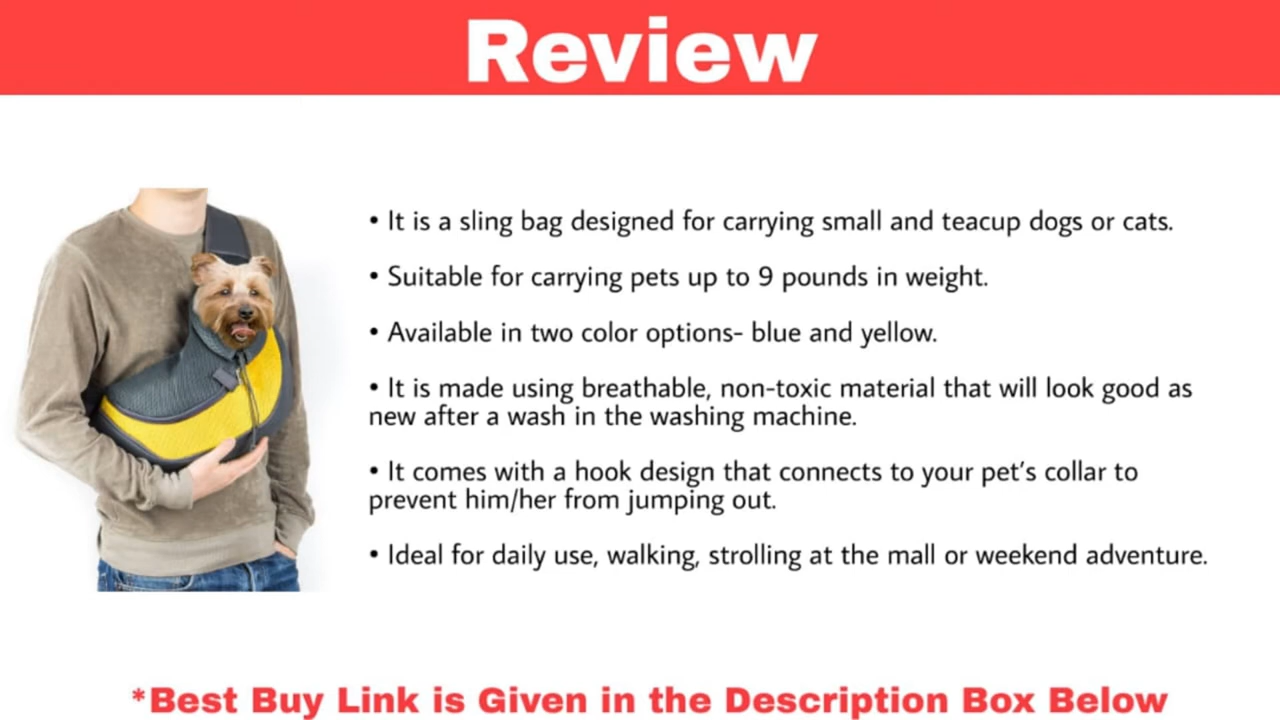 Review
• It is a sling bag designed for carrying small and teacup dogs or cats.
• Suitable for carrying pets up to 9 pounds in weight.
• Available in two color options- blue and yellow.
• It is made using breathable, non-toxic material that will look good as
new after a wash in the washing machine.
• It comes with a hook design that connects to your pet's collar to
prevent him/her from jumping out.
• Ideal for daily use, walking, strolling at the mall or weekend adventure.
*Best Buy Link is Given in the Description Box Below